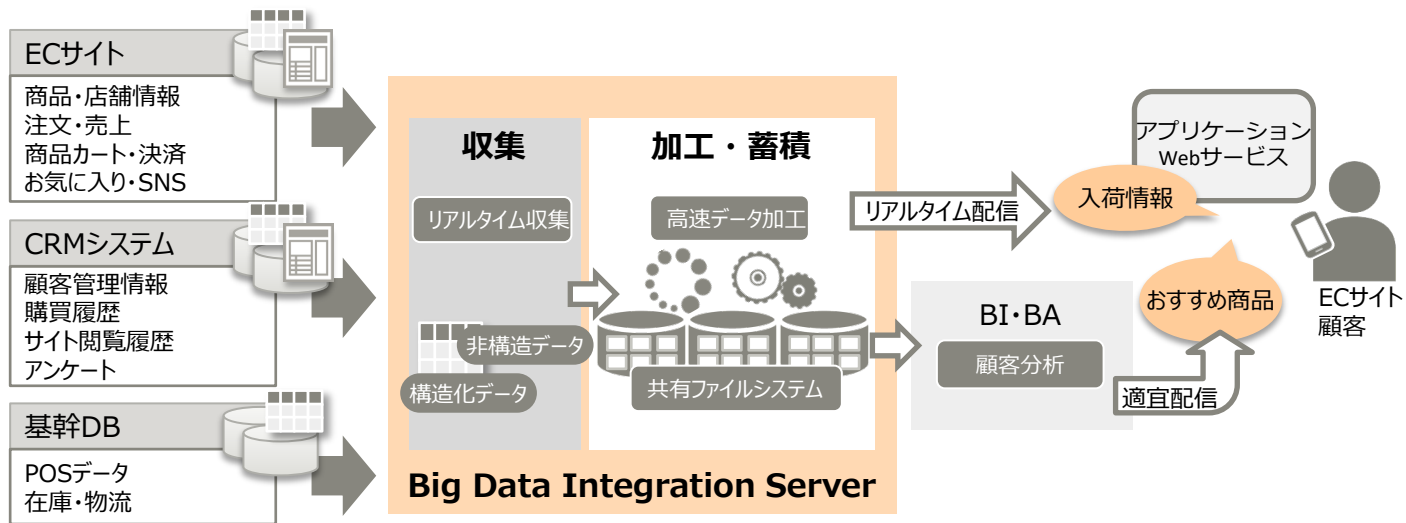 ECサイト
商品・店舗情報
注文・売上
商品カート・決済
お気に入り・SNS
CRMシステム
顧客管理情報
購買履歴
サイト閲覧履歴
アンケート
基幹DB
POSデータ
在庫・物流
収集
リアルタイム収集
非構造データ
構造化データ
加工・蓄積
高速データ加工
共有ファイルシステム
Big Data Integration Server
リアルタイム配信
BI・BA
顧客分析
適宜配信
アプリケーション
Webサービス
入荷情報
おすすめ商品
ECサイト
顧客